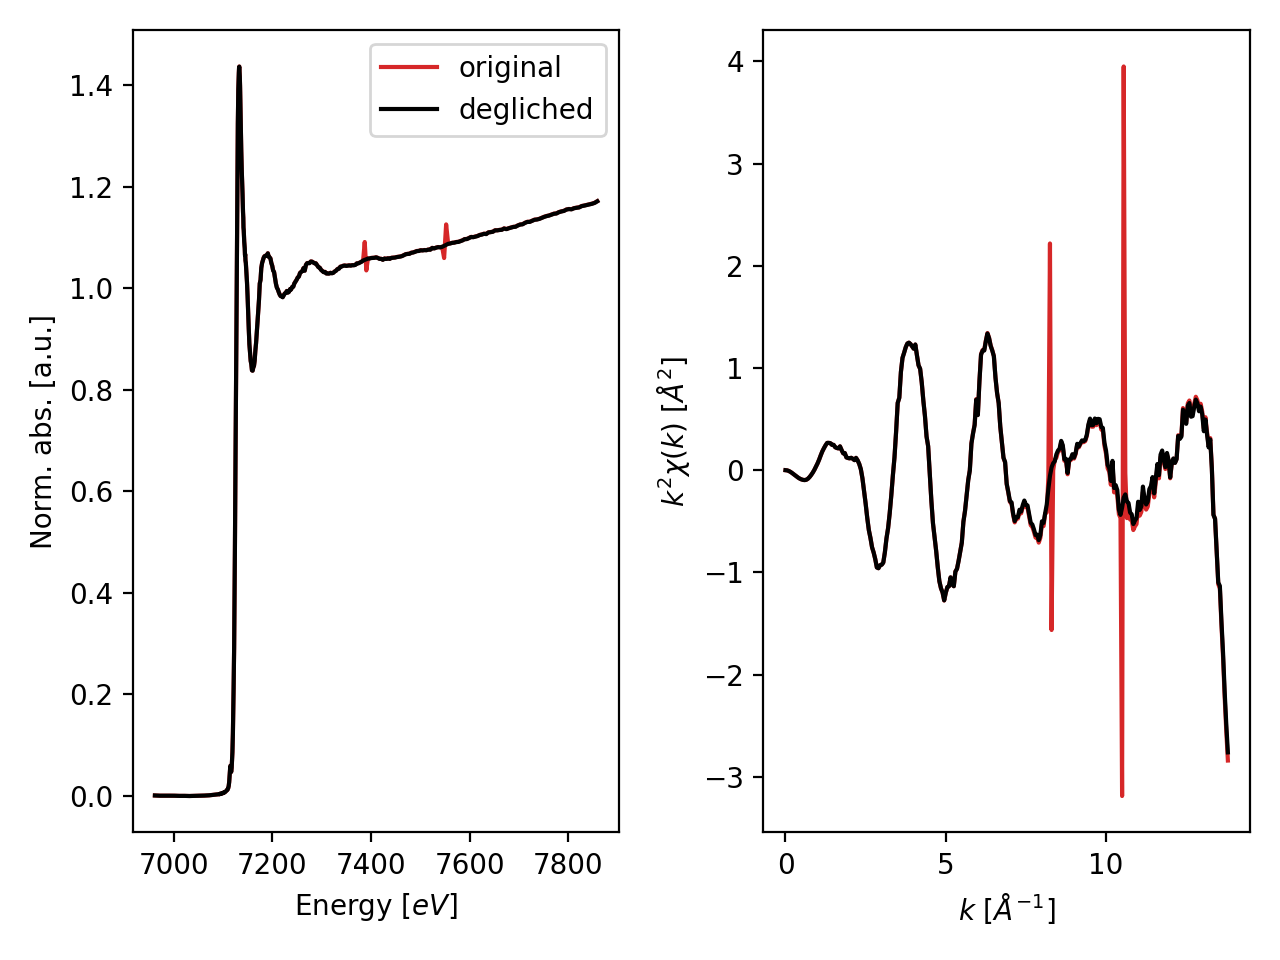 original
degliched
Norm. abs. [a.u.]
1.4
1.2
1.0
0.8
0.6
0.4
0.2
0.0
7000 7200 7400 7600 7800
Energy [eV]
k²χ(k) [Å²]
4
3
2
1
0
−1
−2
−3
0 5 10
k [Å⁻¹]